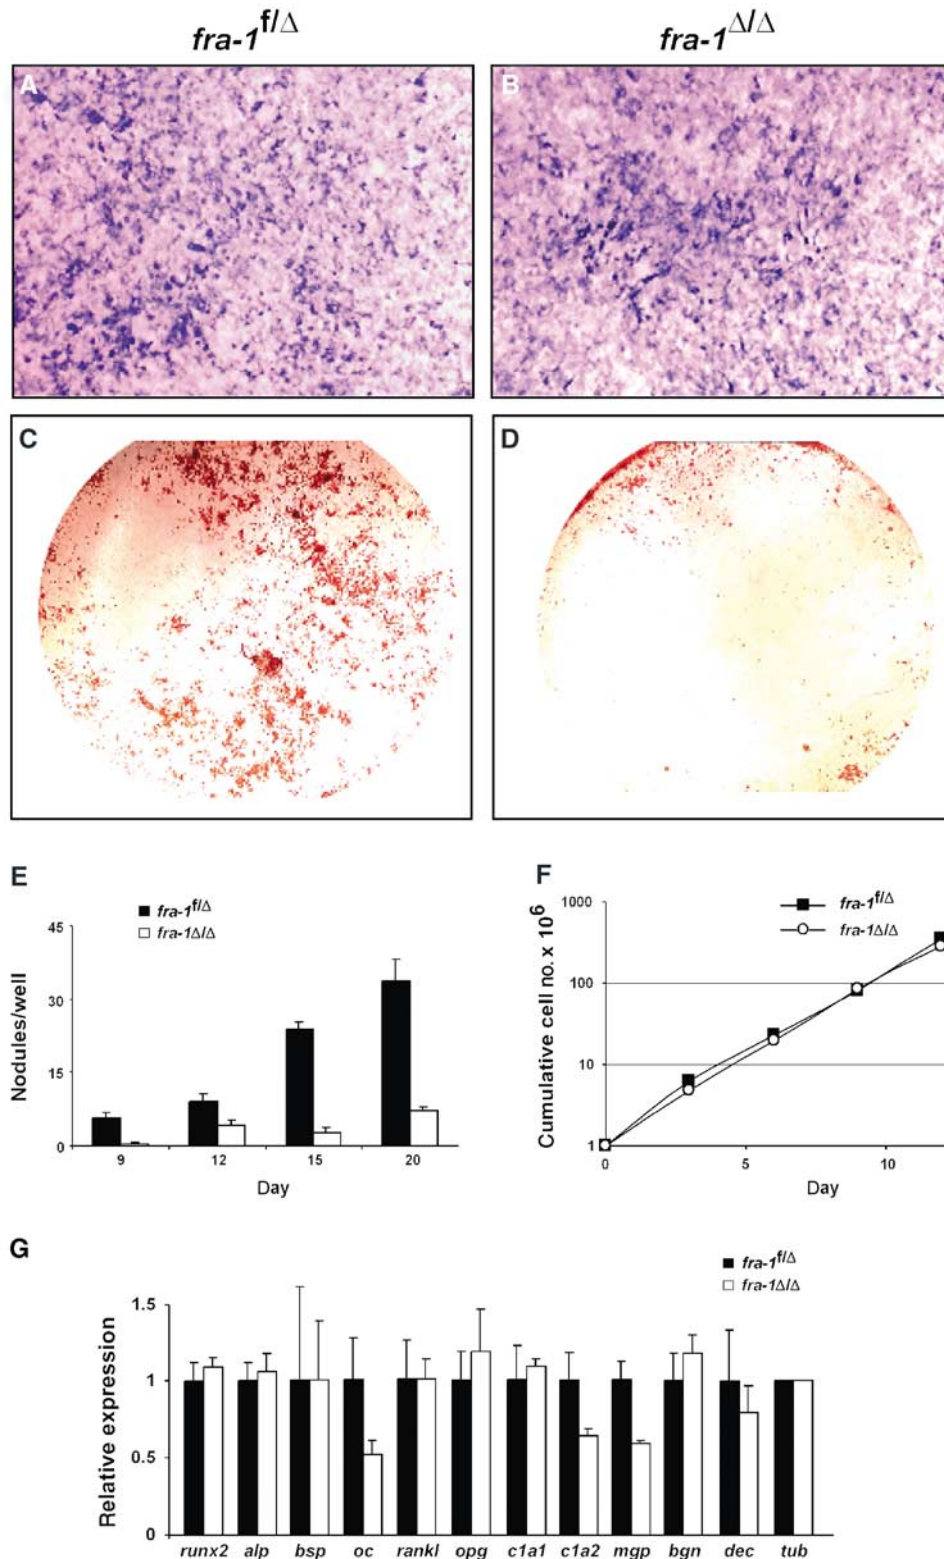 fra-1f/Δ fra-1Δ/Δ
A B
C D
E
fra-1f/Δ
fra-1Δ/Δ
45
30
15
0
Nodules/well
9 12 15 20
Day
F
fra-1f/Δ
fra-1Δ/Δ
1000
100
10
1
Cumulative cell no. x 106
0 5 10
Day
G
fra-1f/Δ
fra-1Δ/Δ
1.5
1
0.5
0
Relative expression
runx2 alp bsp oc rankl opg c1a1 c1a2 mgp bgn dec tub